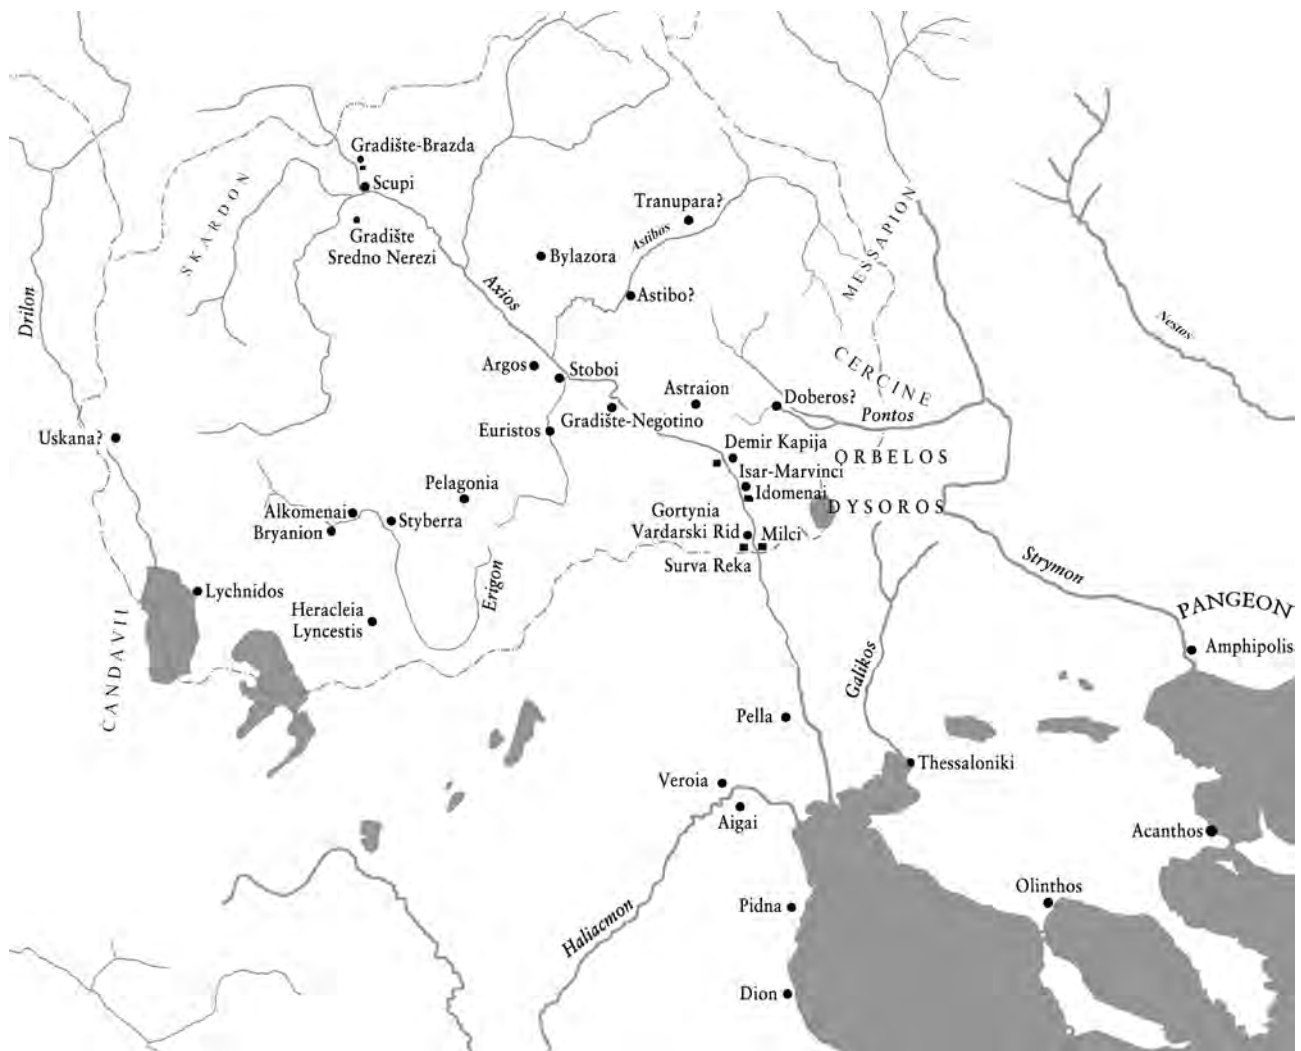 Gradište-Brazda
Scupi
SKARDON
Tranupara?
Gradište
Sredno Nerezi
Astibos
MESSAPION
Bylazora
Drilon
Axios
Astibo?
Nestos
Argos
Stoboi
CERCINE
Astraion
Doberos?
Gradište-Negotino
Pontos
Uskana?
Euristos
Demir Kapija
ORBELOS
Isar-Marvinci
Pelagonia
Idomenai
DYSOROS
Alkomenai
Gortynia
Bryanion
Styberra
Vardarski Rid
Milci
Surva Reka
Strymon
Erigon
Lychnidos
Heracleia
Lyncestis
PANGEON
Amphipolis
CANDAVII
Galikos
Pella
Thessaloniki
Veroia
Aigai
Acanthos
Olinthos
Pidna
Haliacmon
Dion